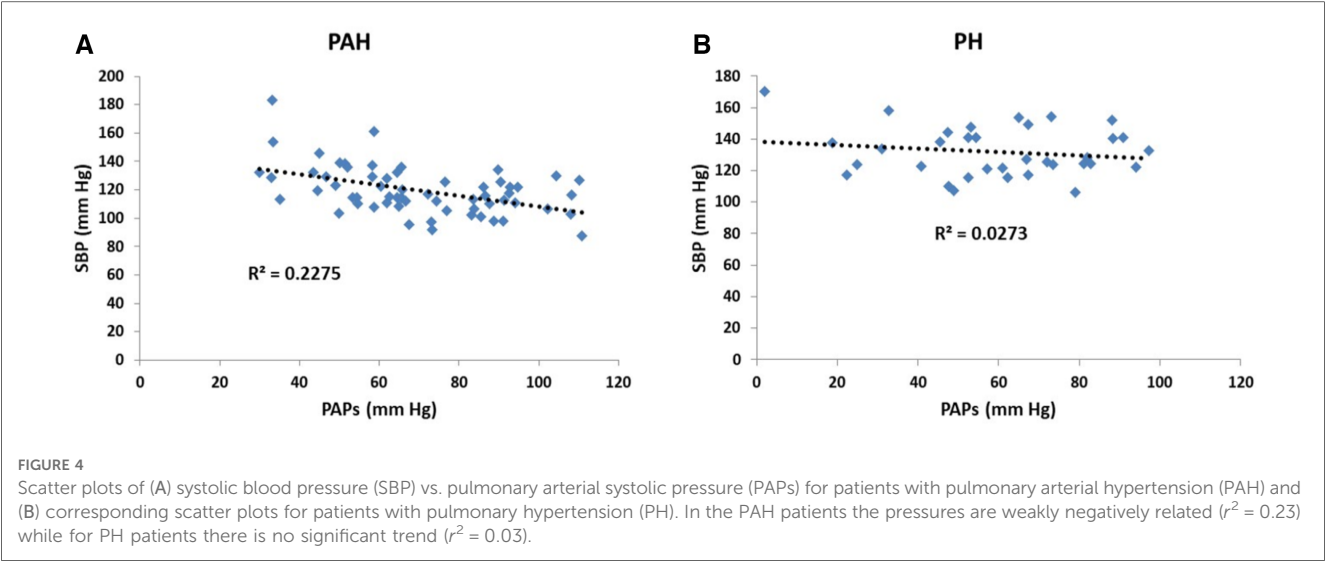 A
PAH
200
180
160
140
120
100
80
60
40
20
0
SBP (mm Hg)
R² = 0.2275
0 20 40 60 80 100 120
PAPs (mm Hg)
B
PH
180
160
140
120
100
80
60
40
20
0
SBP (mm Hg)
R² = 0.0273
0 20 40 60 80 100 120
PAPs (mm Hg)
FIGURE 4
Scatter plots of (A) systolic blood pressure (SBP) vs. pulmonary arterial systolic pressure (PAPs) for patients with pulmonary arterial hypertension (PAH) and
(B) corresponding scatter plots for patients with pulmonary hypertension (PH). In the PAH patients the pressures are weakly negatively related (r² = 0.23)
while for PH patients there is no significant trend (r² = 0.03).